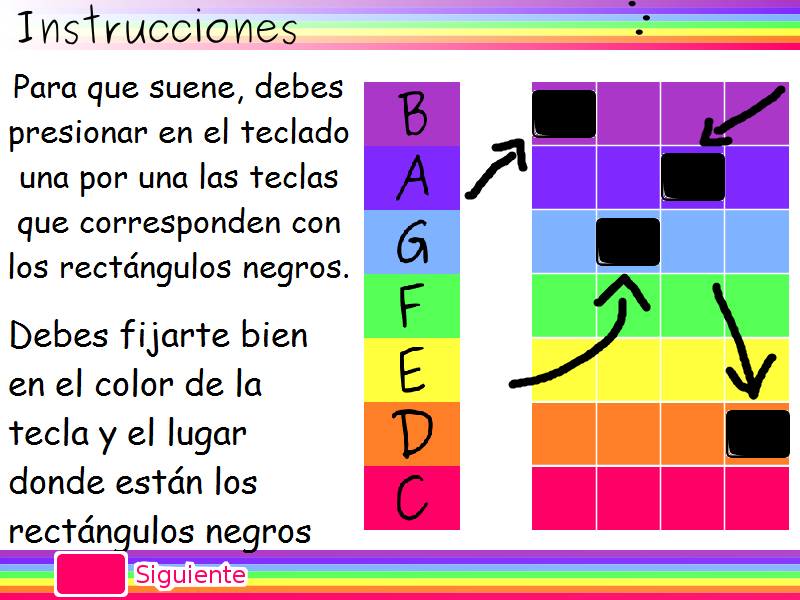 Instrucciones
Para que suene, debes
presionar en el teclado
una por una las teclas
que corresponden con
los rectángulos negros.
Debes fijarte bien
en el color de la
tecla y el lugar
donde están los
rectángulos negros
B
A
G
F
E
D
C
Siguiente